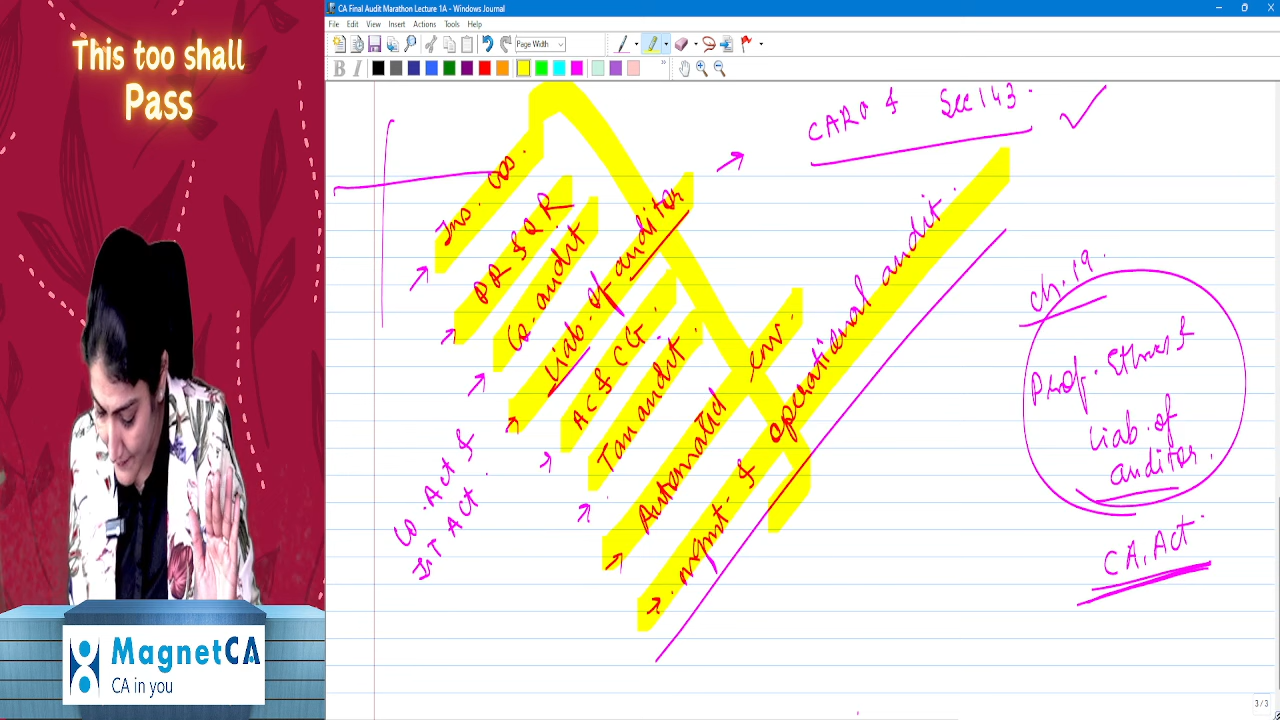 This too shall
Pass
MagnetCA
CA in you
CA Final Audit Marathon Lecture 1A - Windows Journal
File Edit View Insert Actions Tools Help
Page Width
B I
CARO & Sec 143.
Ins. cos.
PR & QR
Co. audit
Liab. of auditor
AC & CG.
Tax audit.
Automated env.
mgmt. & operational audit.
Co. Act &
IT ACT.
Ch. 19.
Prof. Ethics &
Liab. of
auditor.
CA. Act.
3/3